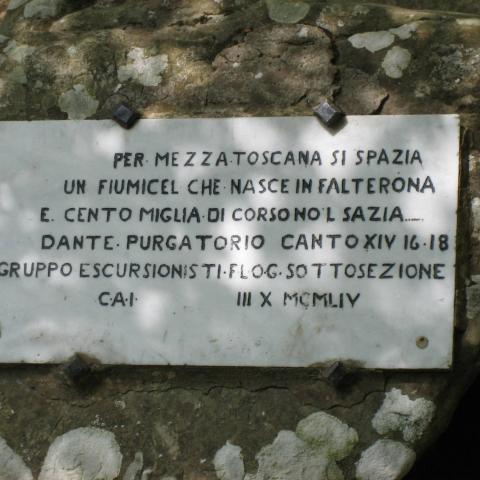 PER·MEZZA·TOSCANA SI SPAZIA
UN FIUMICEL CHE·NASCE IN FALTERONA
E CENTO MIGLIA·DI CORSO NO'L SAZIA....
DANTE·PURGATORIO CANTO XIV 16·18
GRUPPO ESCURSIONISTI·FLOG·SOTTOSEZIONE
C·A·I III X MCMLIV